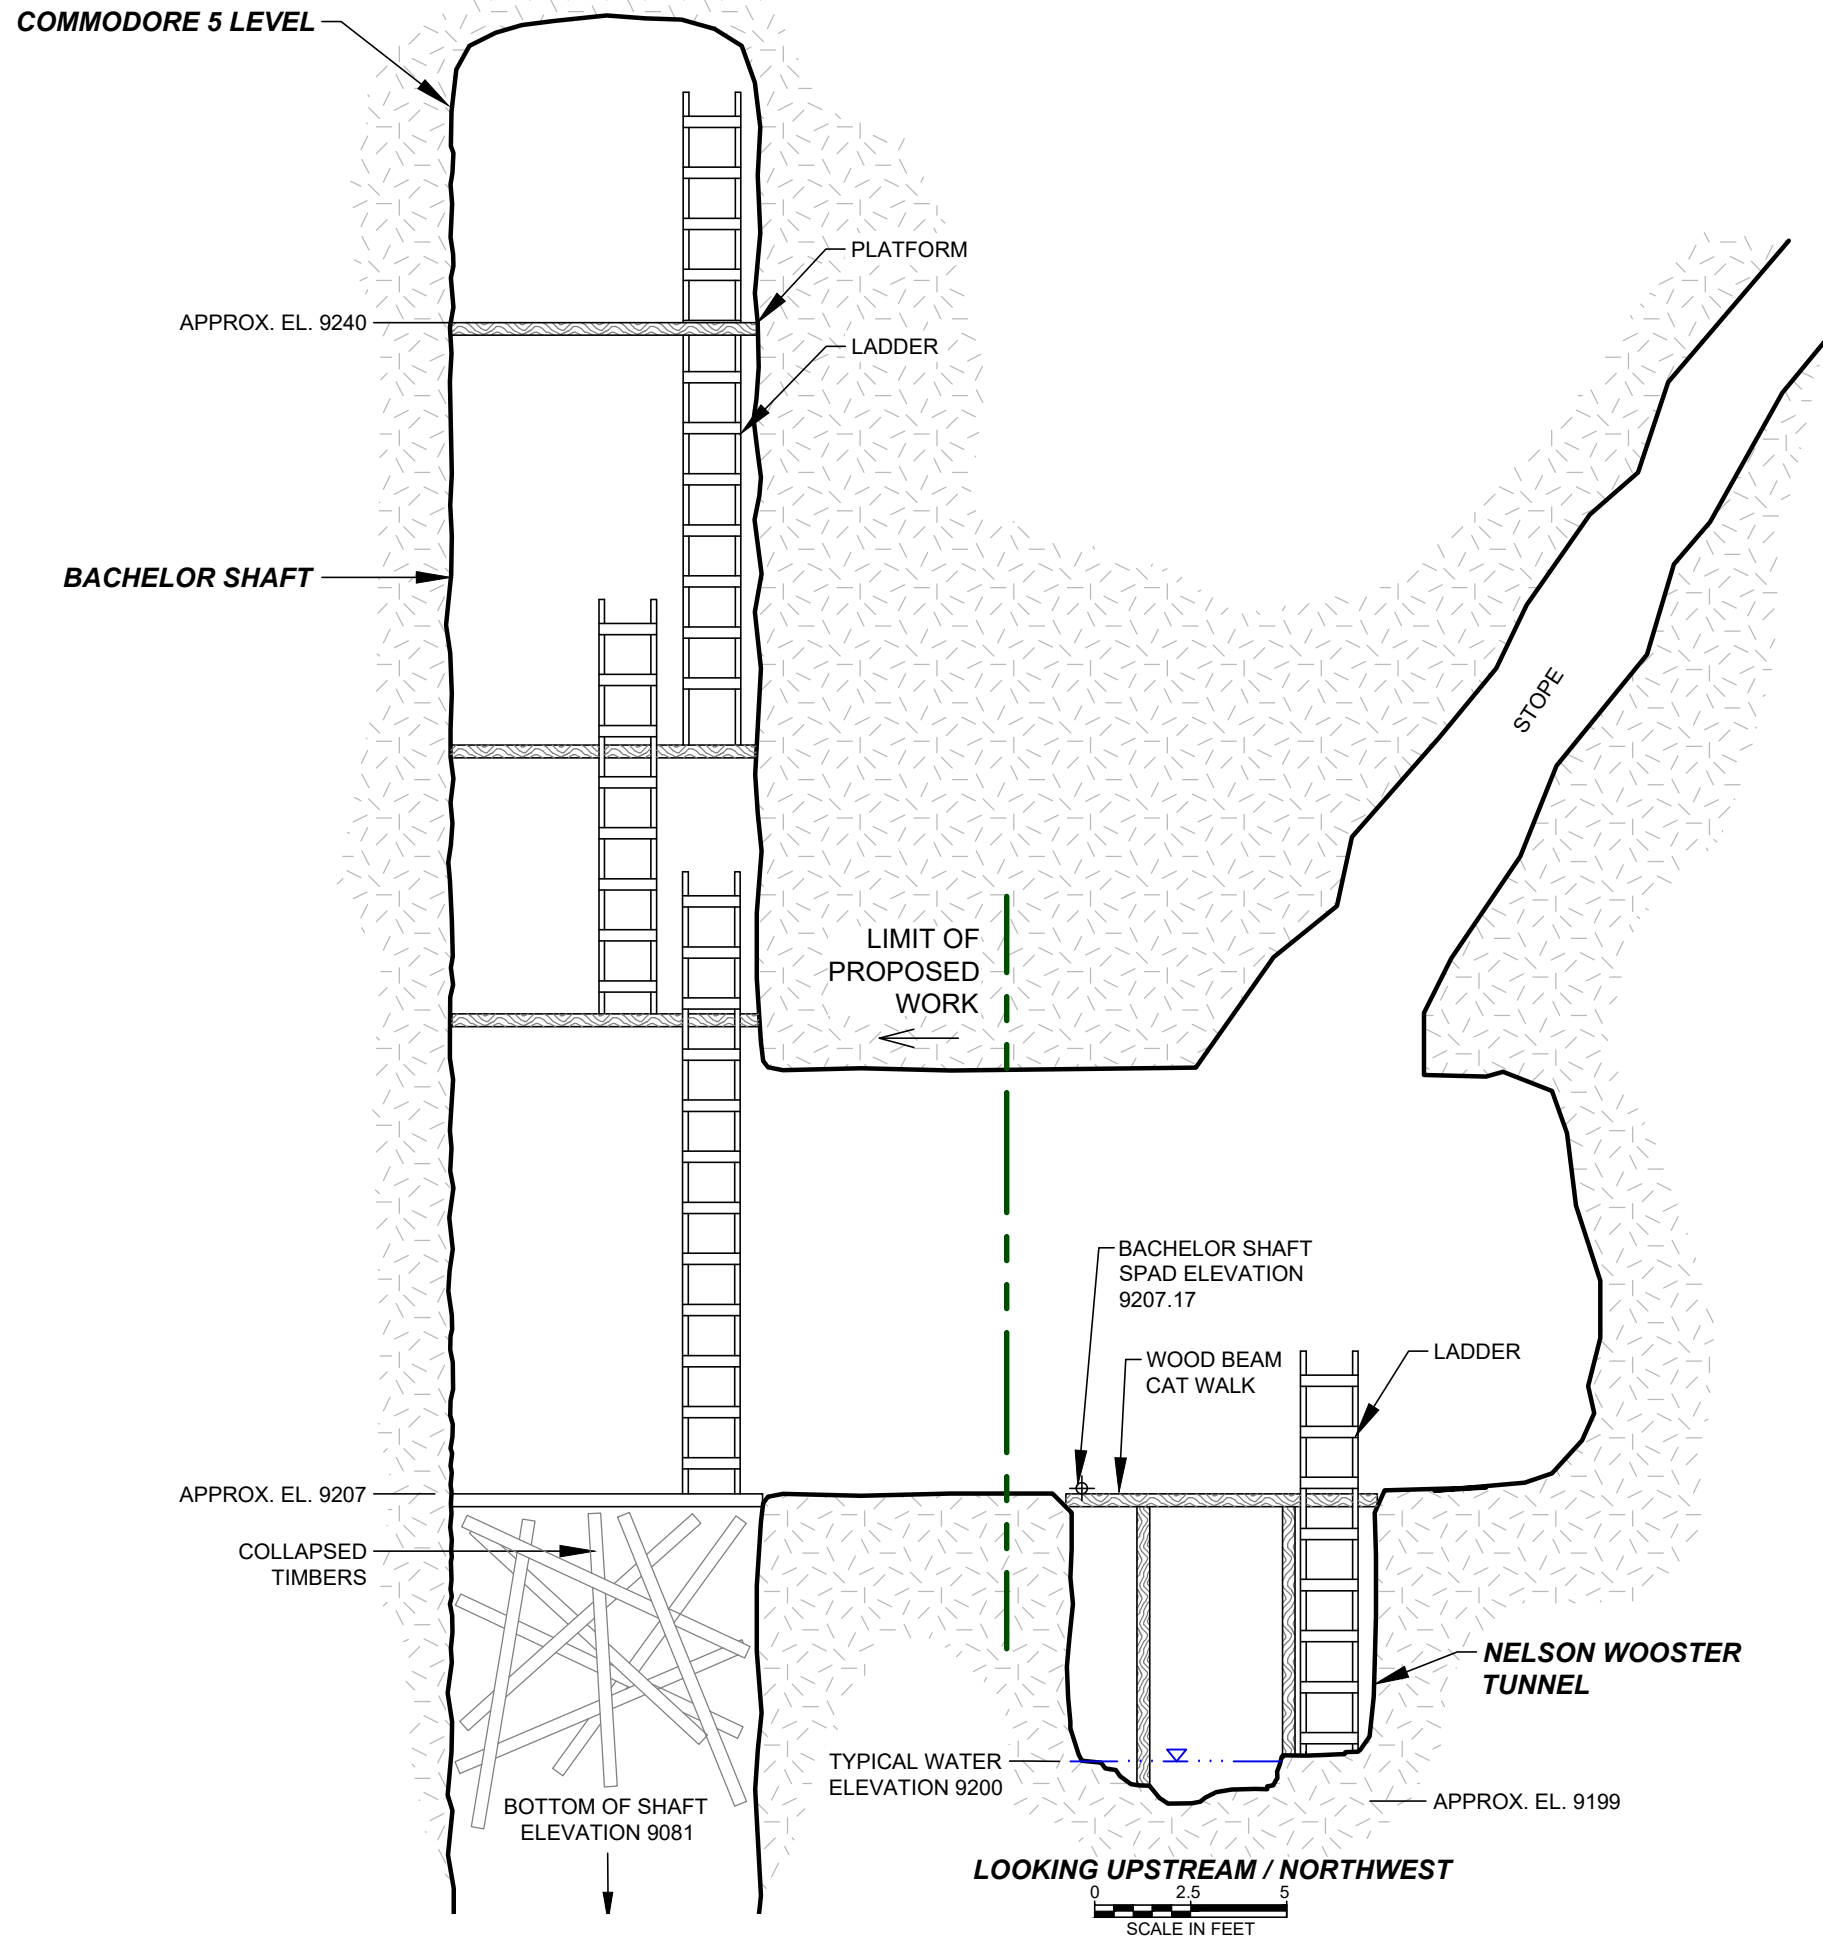 COMMODORE 5 LEVEL
PLATFORM
APPROX. EL. 9240
LADDER
BACHELOR SHAFT
STOPE
LIMIT OF
PROPOSED
WORK
BACHELOR SHAFT
SPAD ELEVATION
9207.17
WOOD BEAM
CAT WALK
LADDER
APPROX. EL. 9207
COLLAPSED
TIMBERS
NELSON WOOSTER
TUNNEL
TYPICAL WATER
ELEVATION 9200
BOTTOM OF SHAFT
ELEVATION 9081
APPROX. EL. 9199
LOOKING UPSTREAM / NORTHWEST
0 2.5 5
SCALE IN FEET